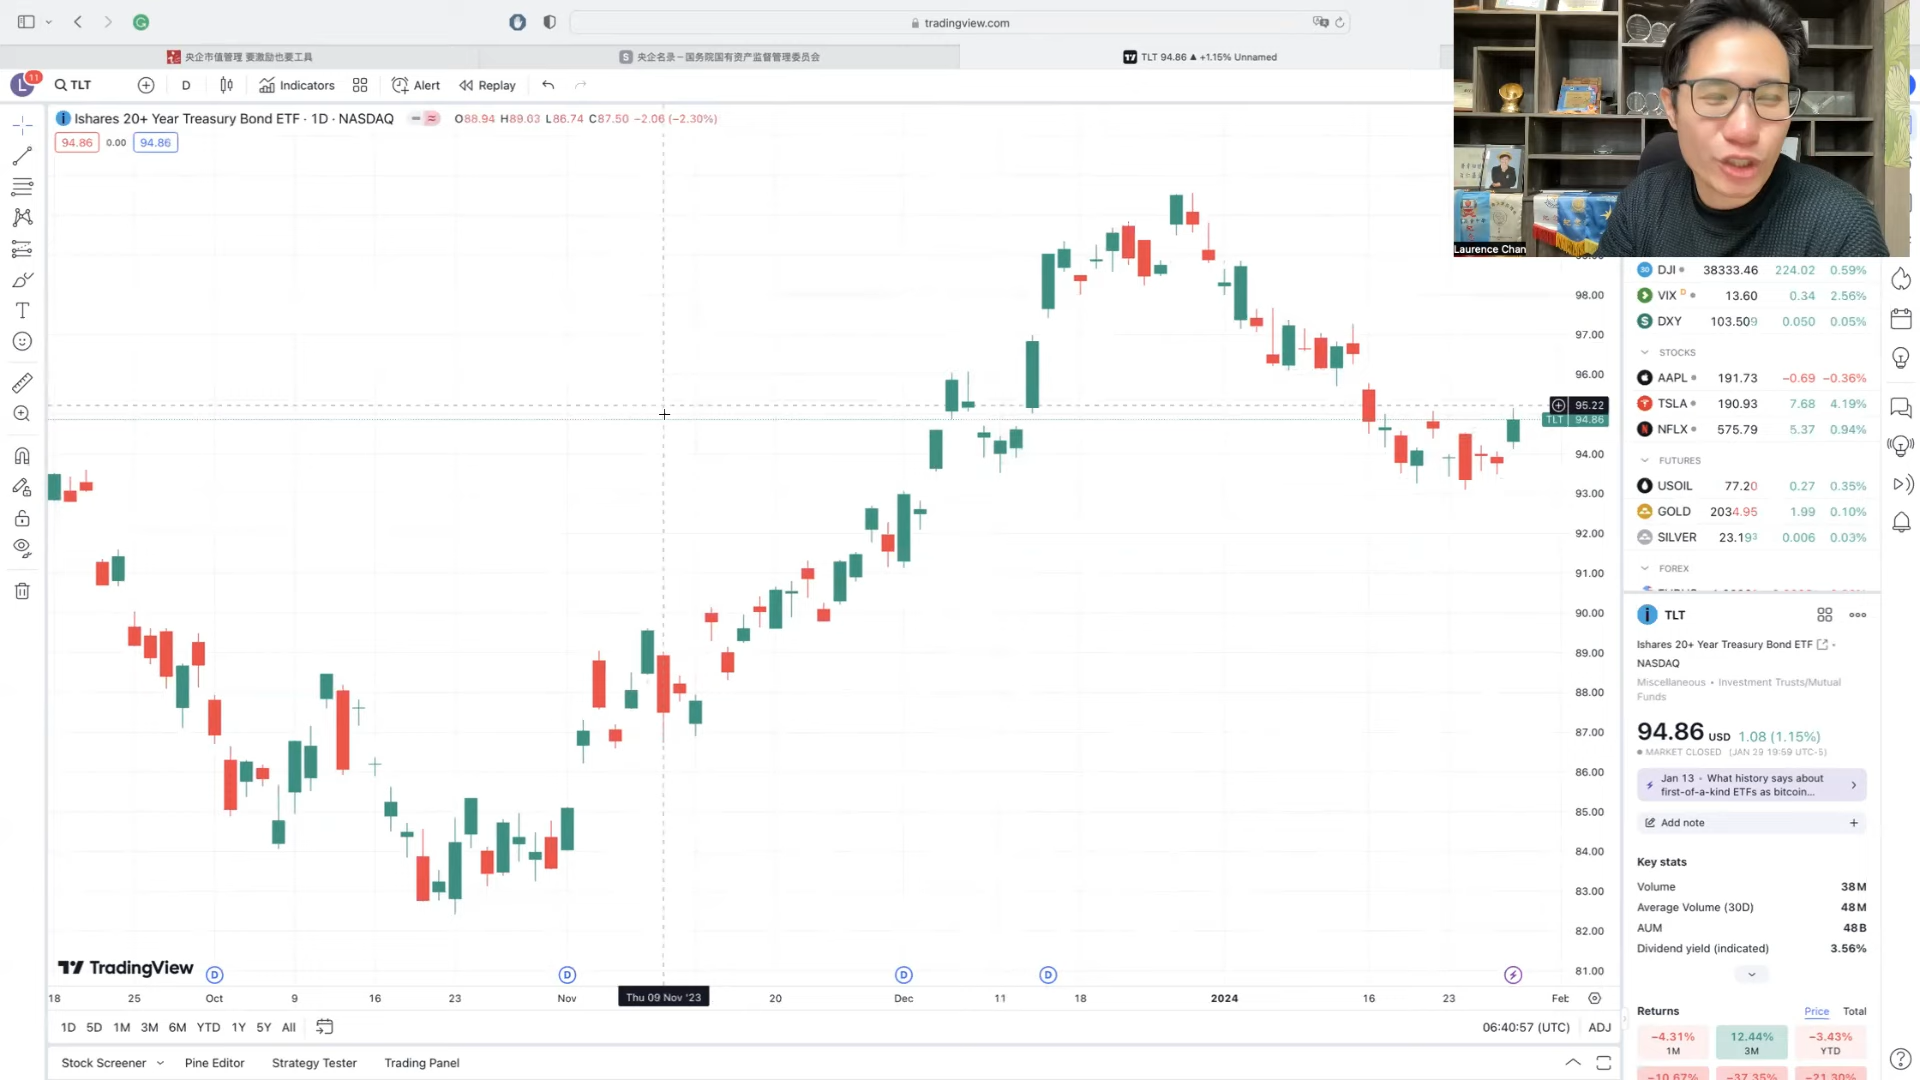 tradingview.com
央企市值管理 要激励也要工具
S 央企名录－国务院国有资产监督管理委员会
TLT 94.86 ▲ +1.15% Unnamed
L 11 TLT D Indicators Alert Replay
Ishares 20+ Year Treasury Bond ETF · 1D · NASDAQ O88.94 H89.03 L86.74 C87.50 −2.06 (−2.30%)
94.86 0.00 94.86
Laurence Chan
98.00
97.00
96.00
95.22
TLT 94.86
94.00
93.00
92.00
91.00
90.00
89.00
88.00
87.00
86.00
85.00
84.00
83.00
82.00
81.00
TradingView
D D D D
18 25 Oct 9 16 23 Nov Thu 09 Nov '23 20 Dec 11 18 2024 16 23 Feb
1D 5D 1M 3M 6M YTD 1Y 5Y All 06:40:57 (UTC) ADJ
Stock Screener Pine Editor Strategy Tester Trading Panel
30 DJI 38333.46 224.02 0.59%
VIX D 13.60 0.34 2.56%
S DXY 103.509 0.050 0.05%
STOCKS
AAPL 191.73 −0.69 −0.36%
TSLA 190.93 7.68 4.19%
NFLX 575.79 5.37 0.94%
FUTURES
USOIL 77.20 0.27 0.35%
GOLD 2034.95 1.99 0.10%
SILVER 23.193 0.006 0.03%
FOREX
TLT
Ishares 20+ Year Treasury Bond ETF •
NASDAQ
Miscellaneous • Investment Trusts/Mutual
Funds
94.86 USD 1.08 (1.15%)
MARKET CLOSED (JAN 29 19:59 UTC-5)
Jan 13 - What history says about
first-of-a-kind ETFs as bitcoin...
Add note
Key stats
Volume 38M
Average Volume (30D) 48M
AUM 48B
Dividend yield (indicated) 3.56%
Returns Price Total
−4.31% 12.44% −3.43%
1M 3M YTD
−10.67% −37.35% −21.30%